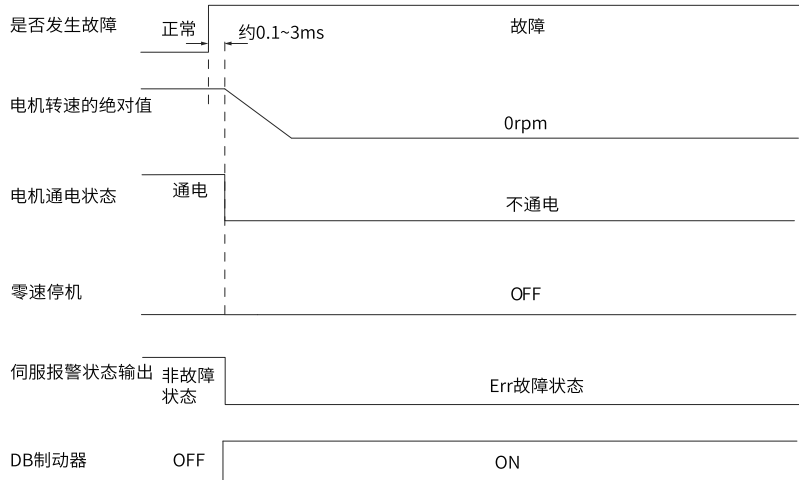 是否发生故障 正常 约0.1~3ms 故障
电机转速的绝对值 0rpm
电机通电状态 通电 不通电
零速停机 OFF
伺服报警状态输出 非故障
状态 Err故障状态
DB制动器 OFF ON